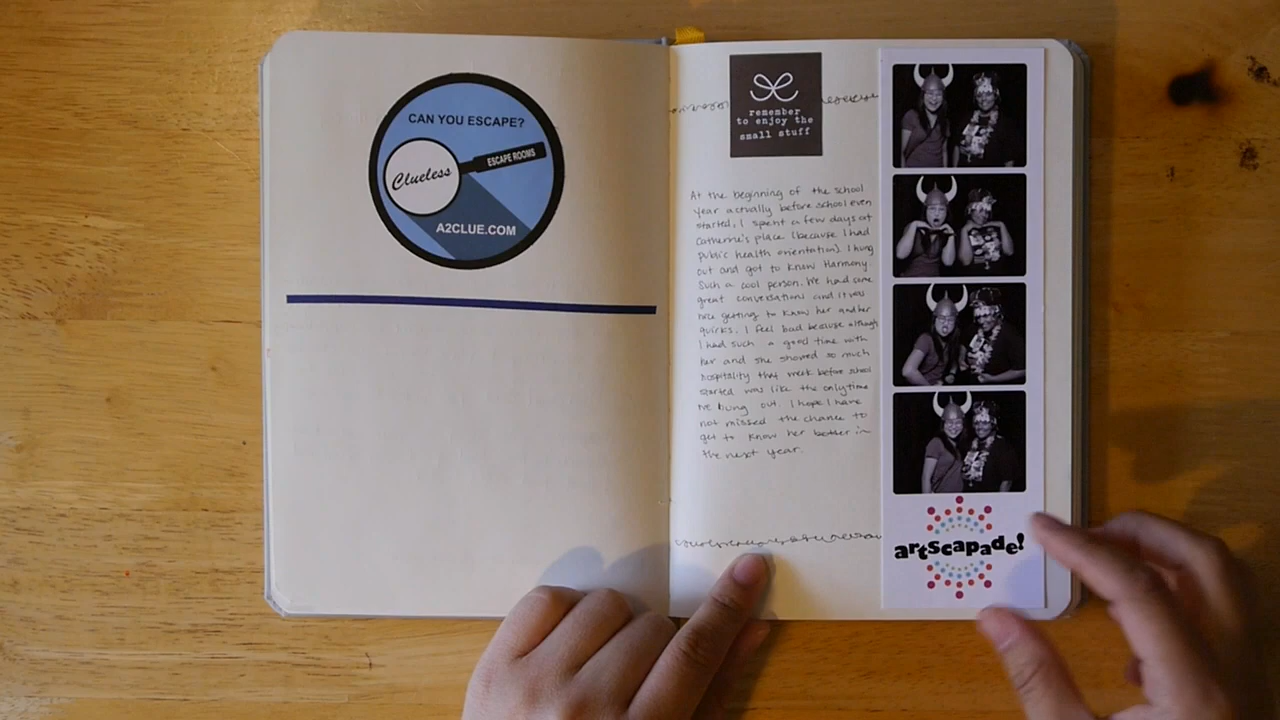 CAN YOU ESCAPE?
Clueless
ESCAPE ROOMS
A2CLUE.COM
remember
to enjoy the
small stuff
At the beginning of the school
year actually before school even
started, I spent a few days at
Catherine's place (because I had
public health orientation). I hung
out and got to know Harmony.
Such a cool person. We had some
great conversations and it was
nice getting to know her and her
quirks. I feel bad because although
I had such a good time with
her and she showed so much
hospitality that week before school
started was like the only time
I've hung out. I hope I have
not missed the chance to
get to know her better in
the next year.
artscapade!